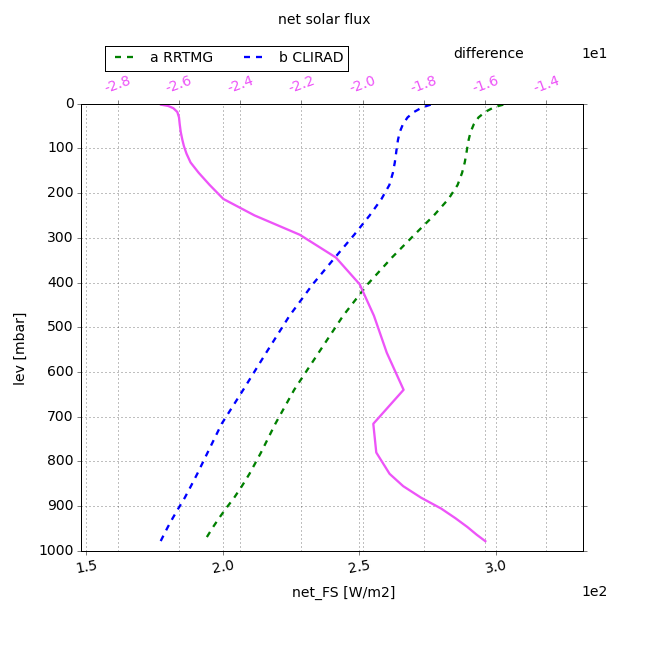 net solar flux
a RRTMG b CLIRAD
difference 1e1
-2.8 -2.6 -2.4 -2.2 -2.0 -1.8 -1.6 -1.4
0
100
200
300
400
500
600
700
800
900
1000
lev [mbar]
1.5 2.0 2.5 3.0
net_FS [W/m2] 1e2